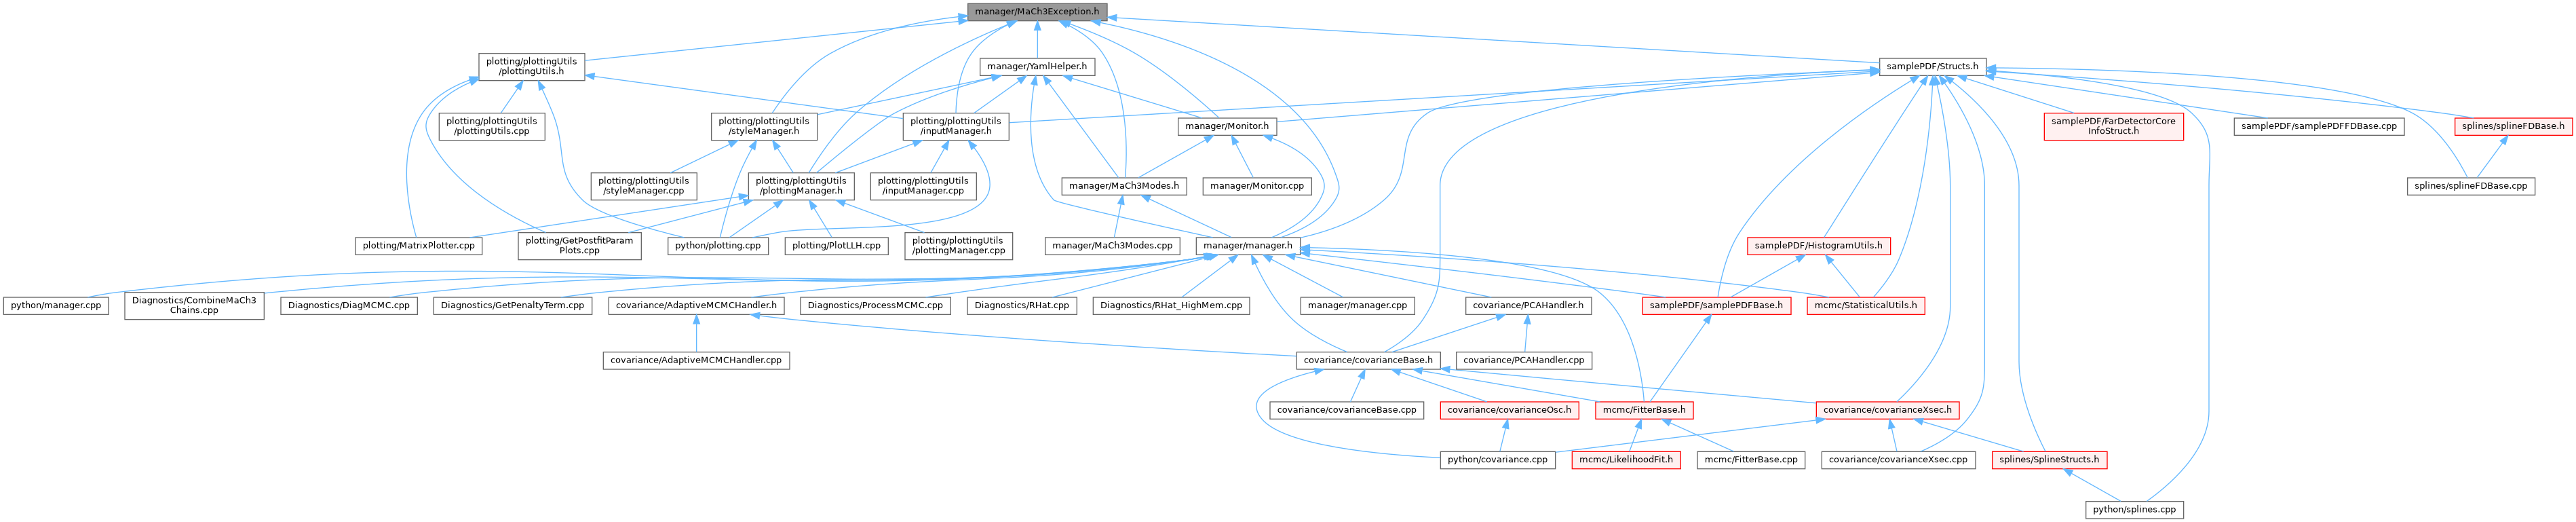 manager/MaCh3Exception.h
plotting/plottingUtils
/plottingUtils.h
manager/YamlHelper.h
samplePDF/Structs.h
plotting/plottingUtils
/plottingUtils.cpp
plotting/plottingUtils
/styleManager.h
plotting/plottingUtils
/inputManager.h
manager/Monitor.h
samplePDF/FarDetectorCore
InfoStruct.h
samplePDF/samplePDFFDBase.cpp
splines/splineFDBase.h
plotting/plottingUtils
/styleManager.cpp
plotting/plottingUtils
/plottingManager.h
plotting/plottingUtils
/inputManager.cpp
manager/MaCh3Modes.h
manager/Monitor.cpp
splines/splineFDBase.cpp
plotting/MatrixPlotter.cpp
plotting/GetPostfitParam
Plots.cpp
python/plotting.cpp
plotting/PlotLLH.cpp
plotting/plottingUtils
/plottingManager.cpp
manager/MaCh3Modes.cpp
manager/manager.h
samplePDF/HistogramUtils.h
python/manager.cpp
Diagnostics/CombineMaCh3
Chains.cpp
Diagnostics/DiagMCMC.cpp
Diagnostics/GetPenaltyTerm.cpp
covariance/AdaptiveMCMCHandler.h
Diagnostics/ProcessMCMC.cpp
Diagnostics/RHat.cpp
Diagnostics/RHat_HighMem.cpp
manager/manager.cpp
covariance/PCAHandler.h
samplePDF/samplePDFBase.h
mcmc/StatisticalUtils.h
covariance/AdaptiveMCMCHandler.cpp
covariance/covarianceBase.h
covariance/PCAHandler.cpp
covariance/covarianceBase.cpp
covariance/covarianceOsc.h
mcmc/FitterBase.h
covariance/covarianceXsec.h
python/covariance.cpp
mcmc/LikelihoodFit.h
mcmc/FitterBase.cpp
covariance/covarianceXsec.cpp
splines/SplineStructs.h
python/splines.cpp